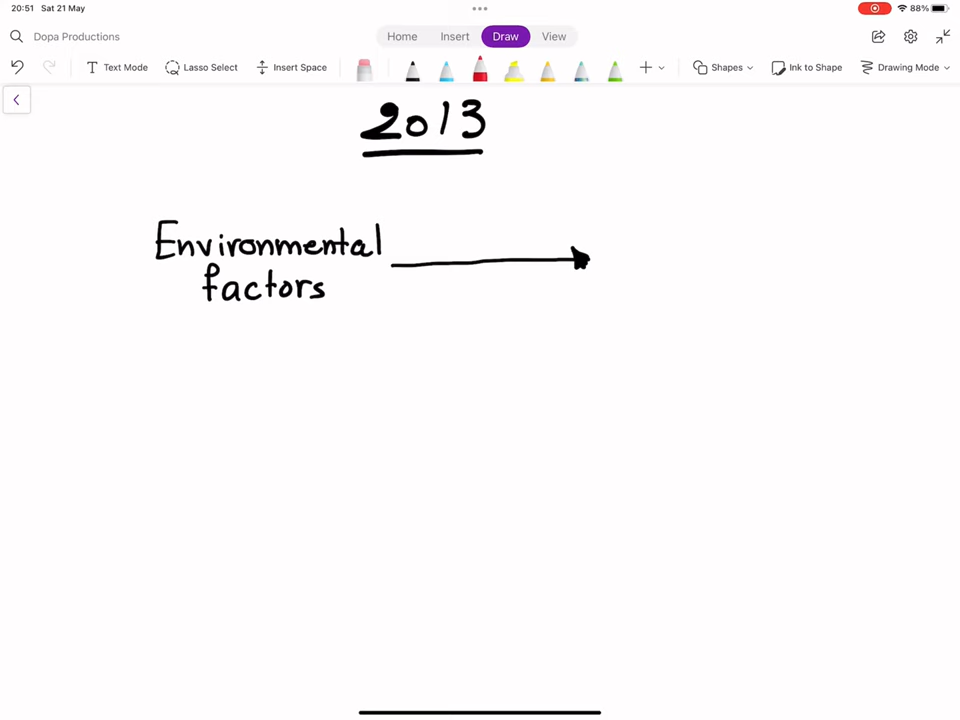 20:51 Sat 21 May 88%
Dopa Productions Home Insert Draw View
Text Mode Lasso Select Insert Space Shapes Ink to Shape Drawing Mode
2013
Environmental
factors